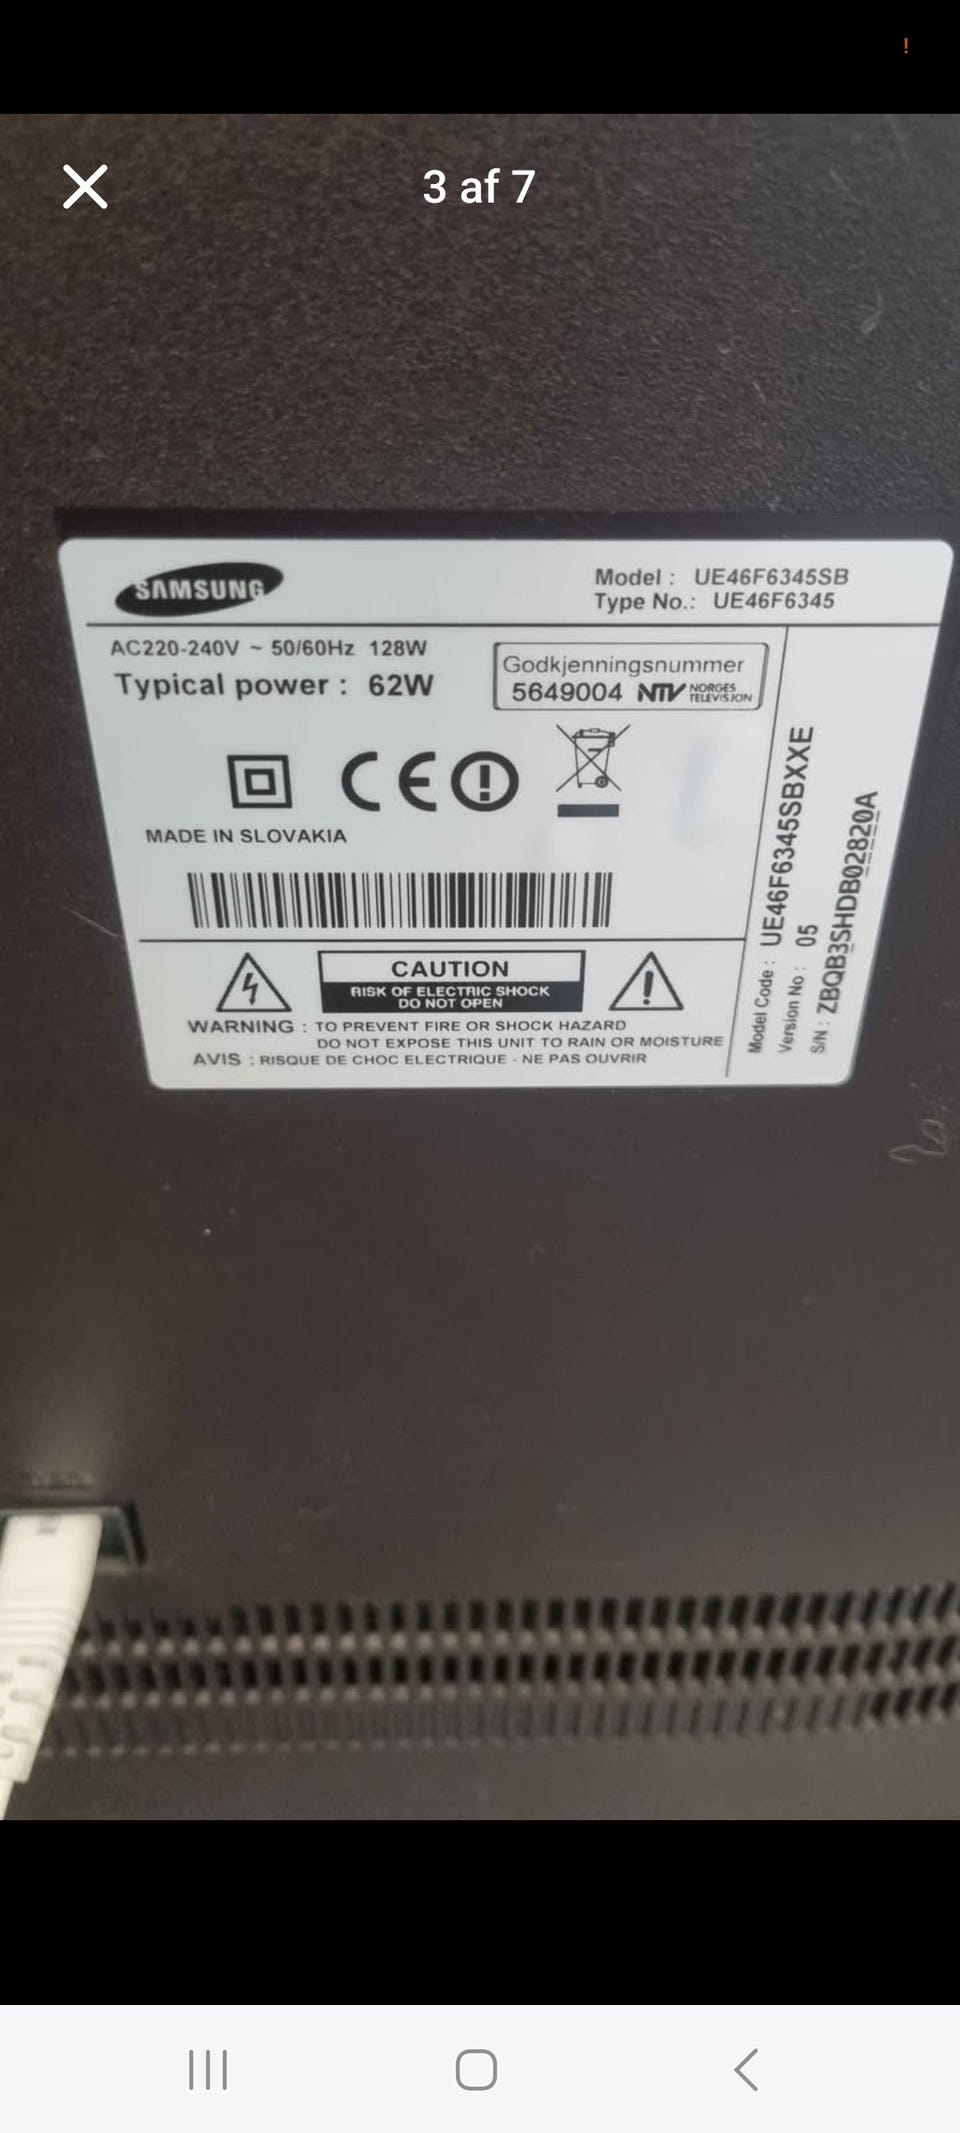 !
3 af 7
SAMSUNG
Model : UE46F6345SB
Type No.: UE46F6345
AC220-240V ~ 50/60Hz 128W
Typical power : 62W
Godkjenningsnummer
5649004 NTV NORGES TELEVISJON
CE
MADE IN SLOVAKIA
CAUTION
RISK OF ELECTRIC SHOCK
DO NOT OPEN
WARNING : TO PREVENT FIRE OR SHOCK HAZARD
DO NOT EXPOSE THIS UNIT TO RAIN OR MOISTURE
AVIS : RISQUE DE CHOC ELECTRIQUE - NE PAS OUVRIR
Model Code : UE46F6345SBXXE
Version No : 05
S/N : ZBQB3SHDB02820A